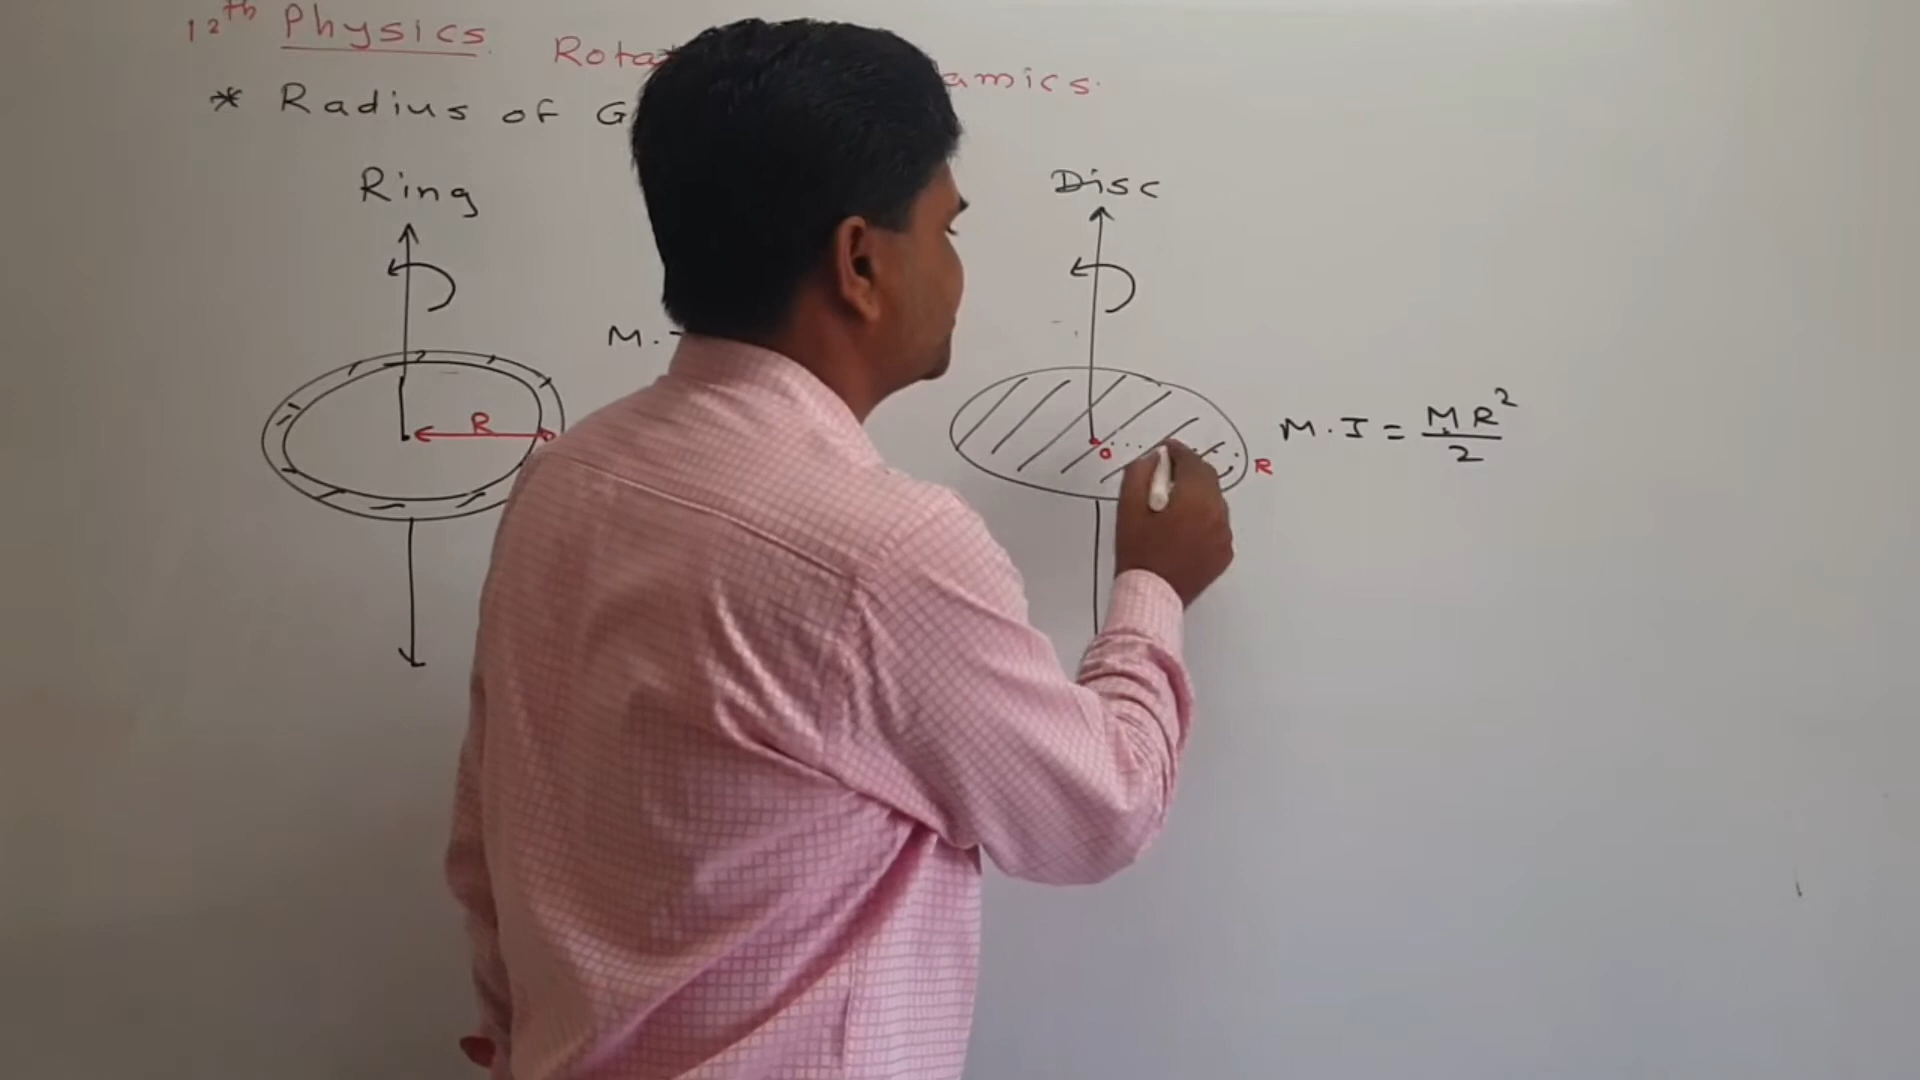 12th Physics. Rota amics.
* Radius of G
Ring
Disc
M.
R
O
R
M.I = MR²/2